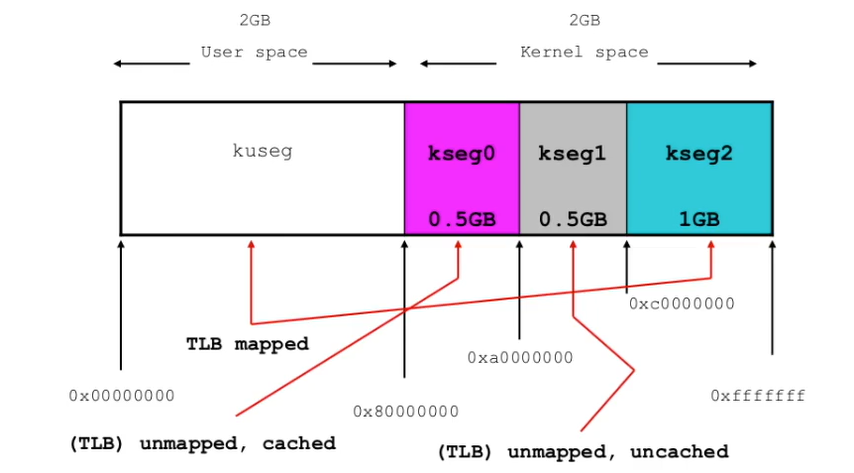 2GB
2GB
User space
Kernel space
kuseg
kseg0
kseg1
kseg2
0.5GB
0.5GB
1GB
0xc0000000
TLB mapped
0xa0000000
0x00000000
0xfffffff
0x80000000
(TLB) unmapped, cached
(TLB) unmapped, uncached